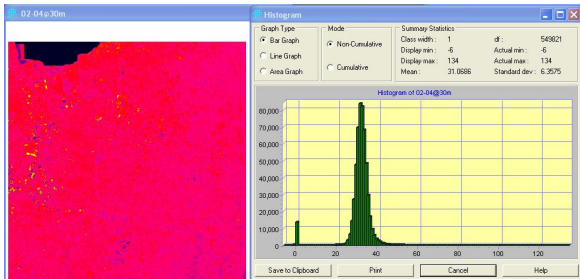 02-04@30m
Histogram
Graph Type
Bar Graph
Line Graph
Area Graph
Mode
Non-Cumulative
Cumulative
Summary Statistics
Class width : 1 df : 549821
Display min : -6 Actual min : -6
Display max : 134 Actual max : 134
Mean : 31.0686 Standard dev : 6.3575
Histogram of 02-04@30m
80,000
70,000
60,000
50,000
40,000
30,000
20,000
10,000
0
0 20 40 60 80 100 120
Save to Clipboard Print Cancel Help